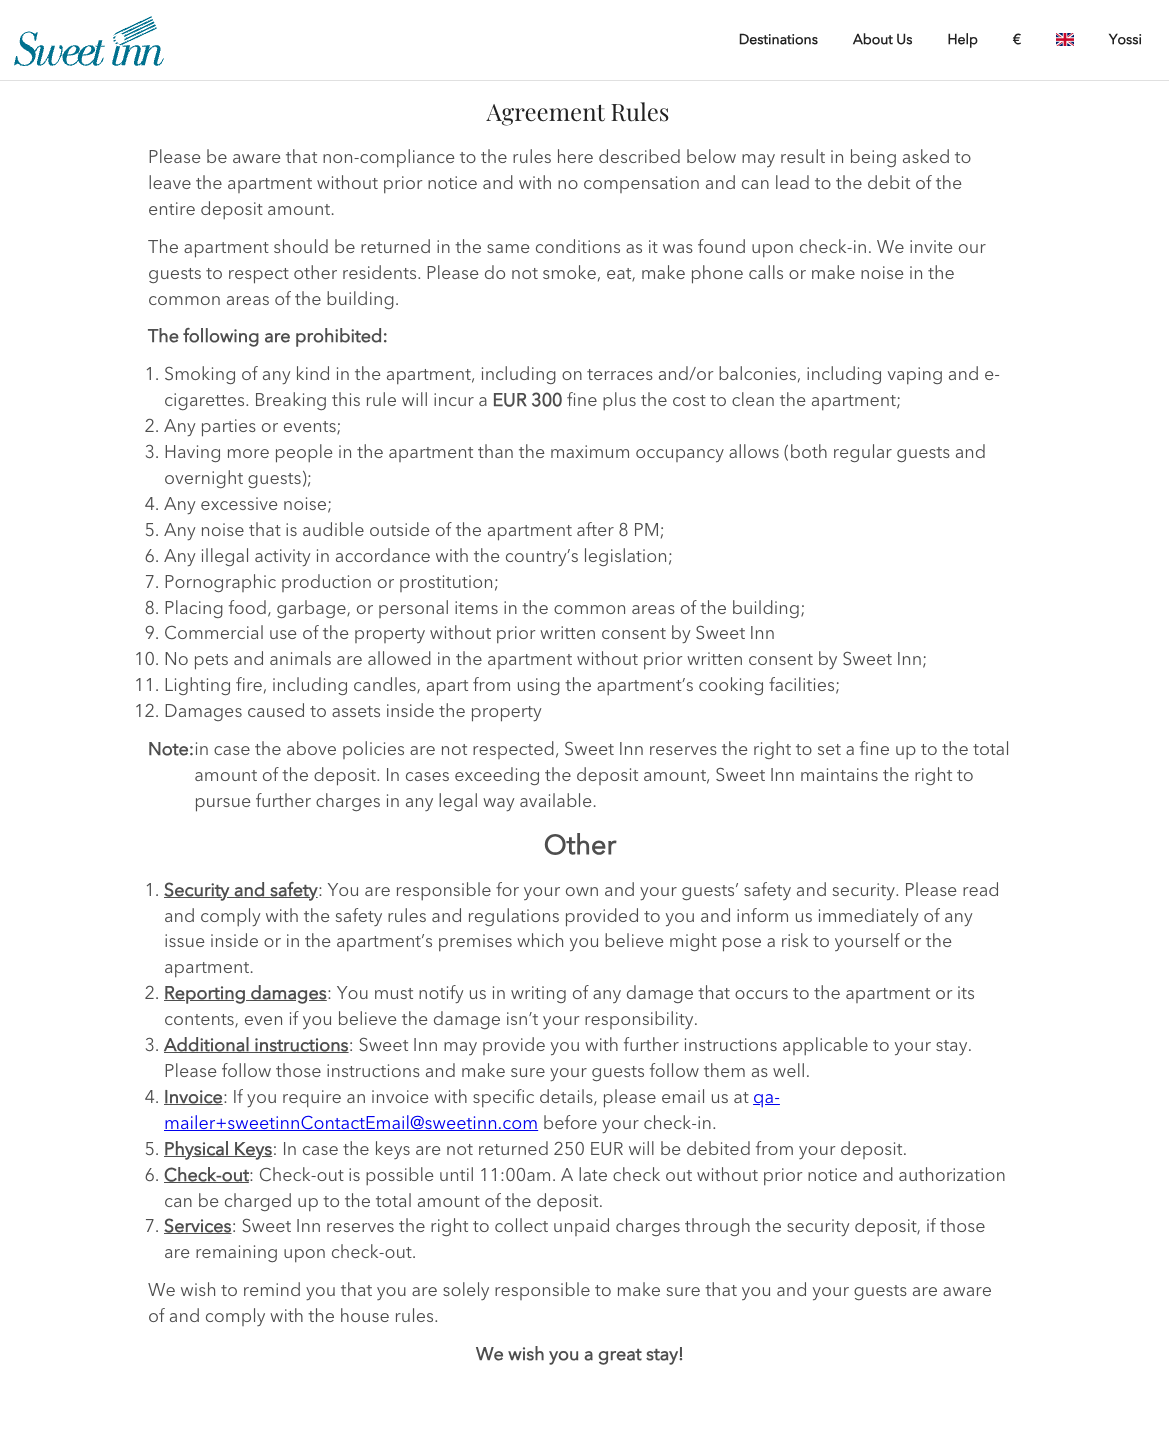 Sweet inn
Destinations
About Us
Help
€
Yossi
Agreement Rules
Please be aware that non-compliance to the rules here described below may result in being asked to
leave the apartment without prior notice and with no compensation and can lead to the debit of the
entire deposit amount.
The apartment should be returned in the same conditions as it was found upon check-in. We invite our
guests to respect other residents. Please do not smoke, eat, make phone calls or make noise in the
common areas of the building.
The following are prohibited:
1. Smoking of any kind in the apartment, including on terraces and/or balconies, including vaping and e-
cigarettes. Breaking this rule will incur a EUR 300 fine plus the cost to clean the apartment;
2. Any parties or events;
3. Having more people in the apartment than the maximum occupancy allows (both regular guests and
overnight guests);
4. Any excessive noise;
5. Any noise that is audible outside of the apartment after 8 PM;
6. Any illegal activity in accordance with the country’s legislation;
7. Pornographic production or prostitution;
8. Placing food, garbage, or personal items in the common areas of the building;
9. Commercial use of the property without prior written consent by Sweet Inn
10. No pets and animals are allowed in the apartment without prior written consent by Sweet Inn;
11. Lighting fire, including candles, apart from using the apartment’s cooking facilities;
12. Damages caused to assets inside the property
Note: in case the above policies are not respected, Sweet Inn reserves the right to set a fine up to the total
amount of the deposit. In cases exceeding the deposit amount, Sweet Inn maintains the right to
pursue further charges in any legal way available.
Other
1. Security and safety: You are responsible for your own and your guests’ safety and security. Please read
and comply with the safety rules and regulations provided to you and inform us immediately of any
issue inside or in the apartment’s premises which you believe might pose a risk to yourself or the
apartment.
2. Reporting damages: You must notify us in writing of any damage that occurs to the apartment or its
contents, even if you believe the damage isn’t your responsibility.
3. Additional instructions: Sweet Inn may provide you with further instructions applicable to your stay.
Please follow those instructions and make sure your guests follow them as well.
4. Invoice: If you require an invoice with specific details, please email us at qa-
mailer+sweetinnContactEmail@sweetinn.com before your check-in.
5. Physical Keys: In case the keys are not returned 250 EUR will be debited from your deposit.
6. Check-out: Check-out is possible until 11:00am. A late check out without prior notice and authorization
can be charged up to the total amount of the deposit.
7. Services: Sweet Inn reserves the right to collect unpaid charges through the security deposit, if those
are remaining upon check-out.
We wish to remind you that you are solely responsible to make sure that you and your guests are aware
of and comply with the house rules.
We wish you a great stay!